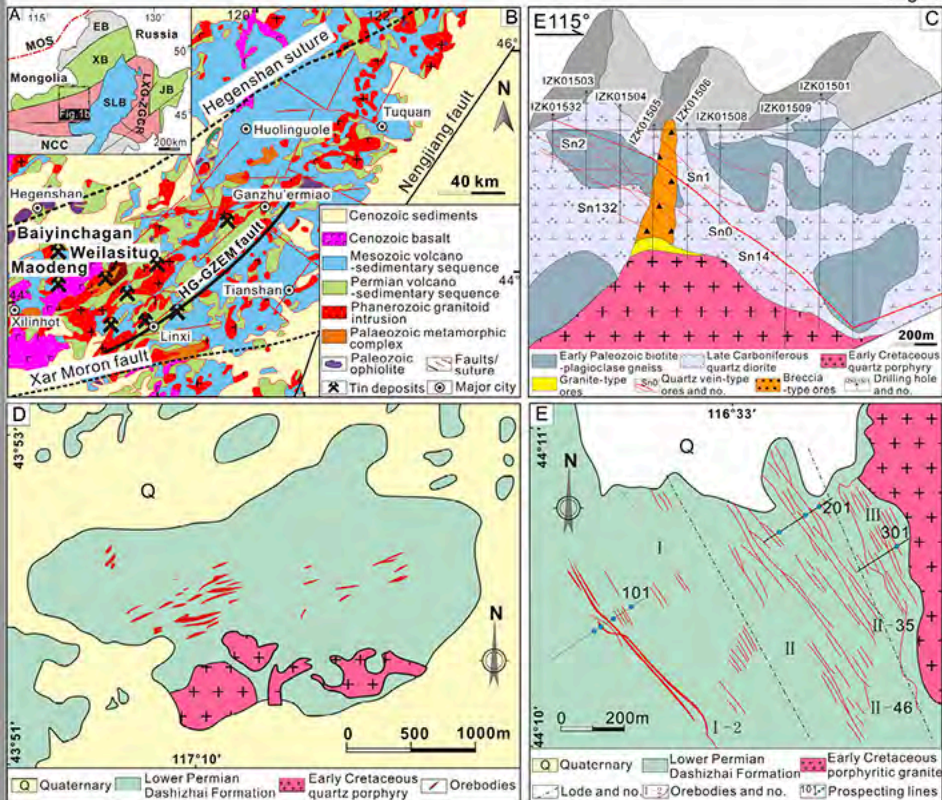 A
115°
130°
MOS
EB
Russia
50
XB
Mongolia
LXG-ZGCR
SLB
JB
45
Fig.1b
NCC
200km
120
122°
B
46°
Hegenshan suture
N
Huolinguole
Tuquan
Nenjiang fault
40 km
Hegenshan
Ganzhu'ermiao
Baiyinchagan
Weilasituo
Maodeng
HG-GZEM fault
44°
44°
Tianshan
Xilinhot
Linxi
Xar Moron fault
Cenozoic sediments
Cenozoic basalt
Mesozoic volcano
-sedimentary sequence
Permian volcano
-sedimentary sequence
Phanerozoic granitoid
intrusion
Palaeozoic metamorphic
complex
Paleozoic
ophiolite
Faults/
suture
Tin deposits
Major city
E115°
C
IZK01503
IZK01532
IZK01504
IZK01505
IZK01506
IZK01508
IZK01509
IZK01501
Sn2
Sn1
Sn132
Sn0
Sn14
200m
Early Paleozoic biotite
-plagioclase gneiss
Late Carboniferous
quartz diorite
Early Cretaceous
quartz porphyry
Granite-type
ores
Sn0
Quartz vein-type
ores and no.
Breccia
-type ores
Drilling hole
and no.
D
43°53′
Q
N
43°51′
117°10′
0 500 1000m
Q
Quaternary
Lower Permian
Dashizhai Formation
Early Cretaceous
quartz porphyry
Orebodies
E
116°33′
44°11′
Q
N
201
III
301
I
101
II
II-35
II-46
I-2
0 200m
44°10′
Q
Quaternary
Lower Permian
Dashizhai Formation
Early Cretaceous
porphyritic granite
Lode and no.
I-2
Orebodies and no.
101
Prospecting lines